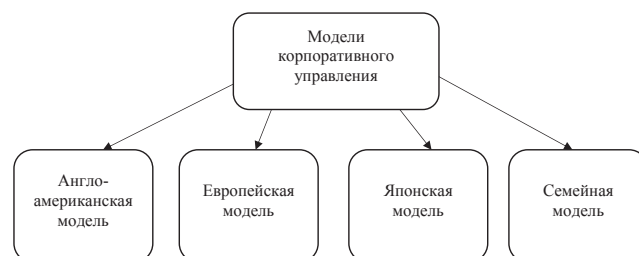 Модели
корпоративного
управления
Англо-
американская
модель
Европейская
модель
Японская
модель
Семейная
модель